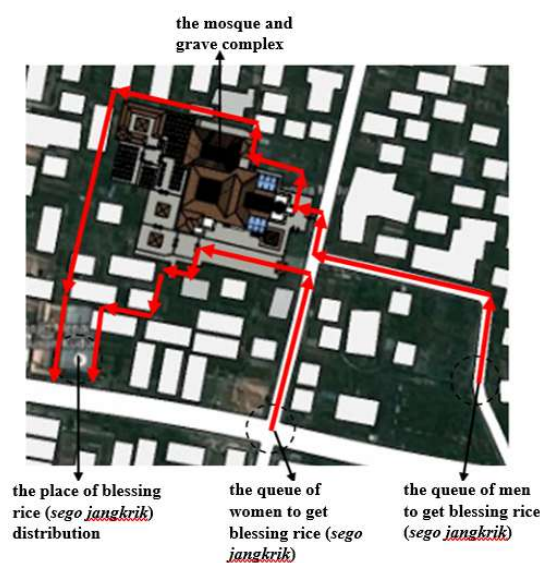 the mosque and
grave complex
the place of blessing
rice (sego jangkrik)
distribution
the queue of
women to get
blessing rice (sego
jangkrik)
the queue of men
to get blessing rice
(sego jangkrik)